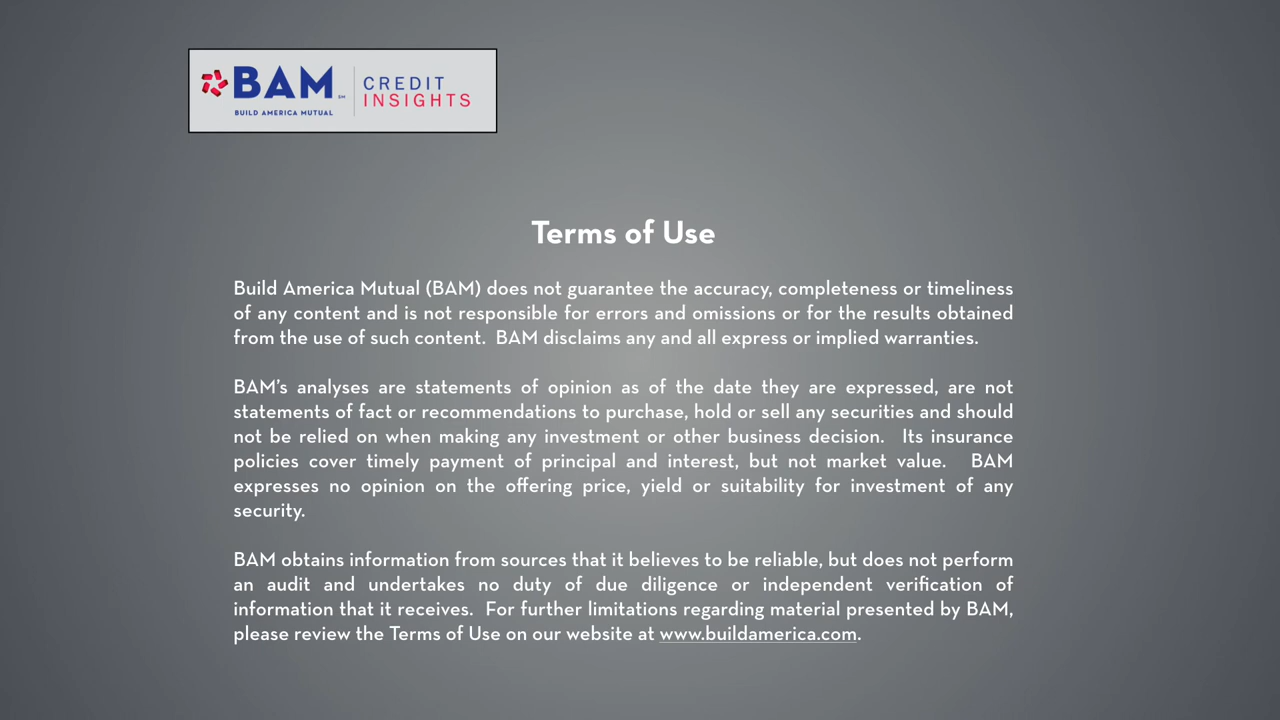 BAM SM
BUILD AMERICA MUTUAL
CREDIT
INSIGHTS
Terms of Use
Build America Mutual (BAM) does not guarantee the accuracy, completeness or timeliness
of any content and is not responsible for errors and omissions or for the results obtained
from the use of such content.  BAM disclaims any and all express or implied warranties.
BAM’s analyses are statements of opinion as of the date they are expressed, are not
statements of fact or recommendations to purchase, hold or sell any securities and should
not be relied on when making any investment or other business decision.  Its insurance
policies cover timely payment of principal and interest, but not market value.  BAM
expresses no opinion on the offering price, yield or suitability for investment of any
security.
BAM obtains information from sources that it believes to be reliable, but does not perform
an audit and undertakes no duty of due diligence or independent verification of
information that it receives.  For further limitations regarding material presented by BAM,
please review the Terms of Use on our website at www.buildamerica.com.